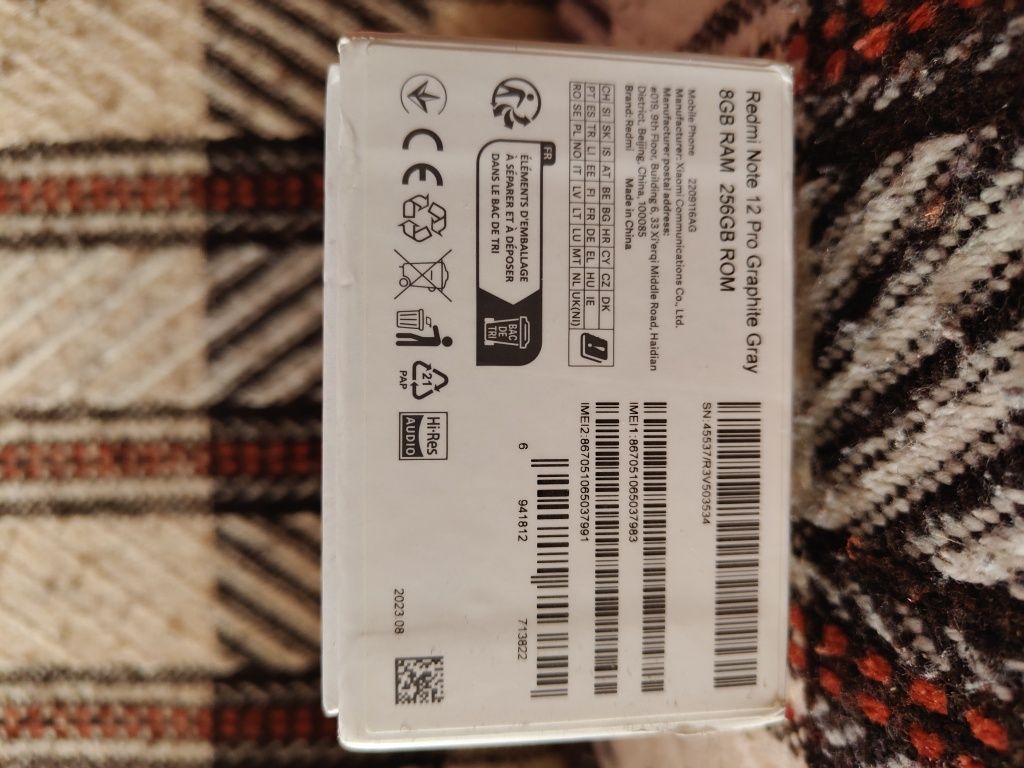 Redmi Note 12 Pro Graphite Gray
8GB RAM 256GB ROM
Mobile Phone 2209116AG
Manufacturer: Xiaomi Communications Co., Ltd.
Manufacturer postal address:
#019, 9th Floor, Building 6, 33 Xi'erqi Middle Road, Haidian
District, Beijing, China, 100085
Brand: Redmi Made in China
CH SI SK IS AT BE BG HR CY CZ DK
PT ES TR LI EE FI FR DE EL HU IE
RO SE PL NO IT LV LT LU MT NL UK(NI)
FR
ÉLÉMENTS D'EMBALLAGE
À SÉPARER ET À DÉPOSER
DANS LE BAC DE TRI
BAC
DE
TRI
CE
21
PAP
Hi-Res
AUDIO
SN:45537/R3V503534
IMEI1:867051065037983
IMEI2:867051065037991
6 941812 713822
2023.08